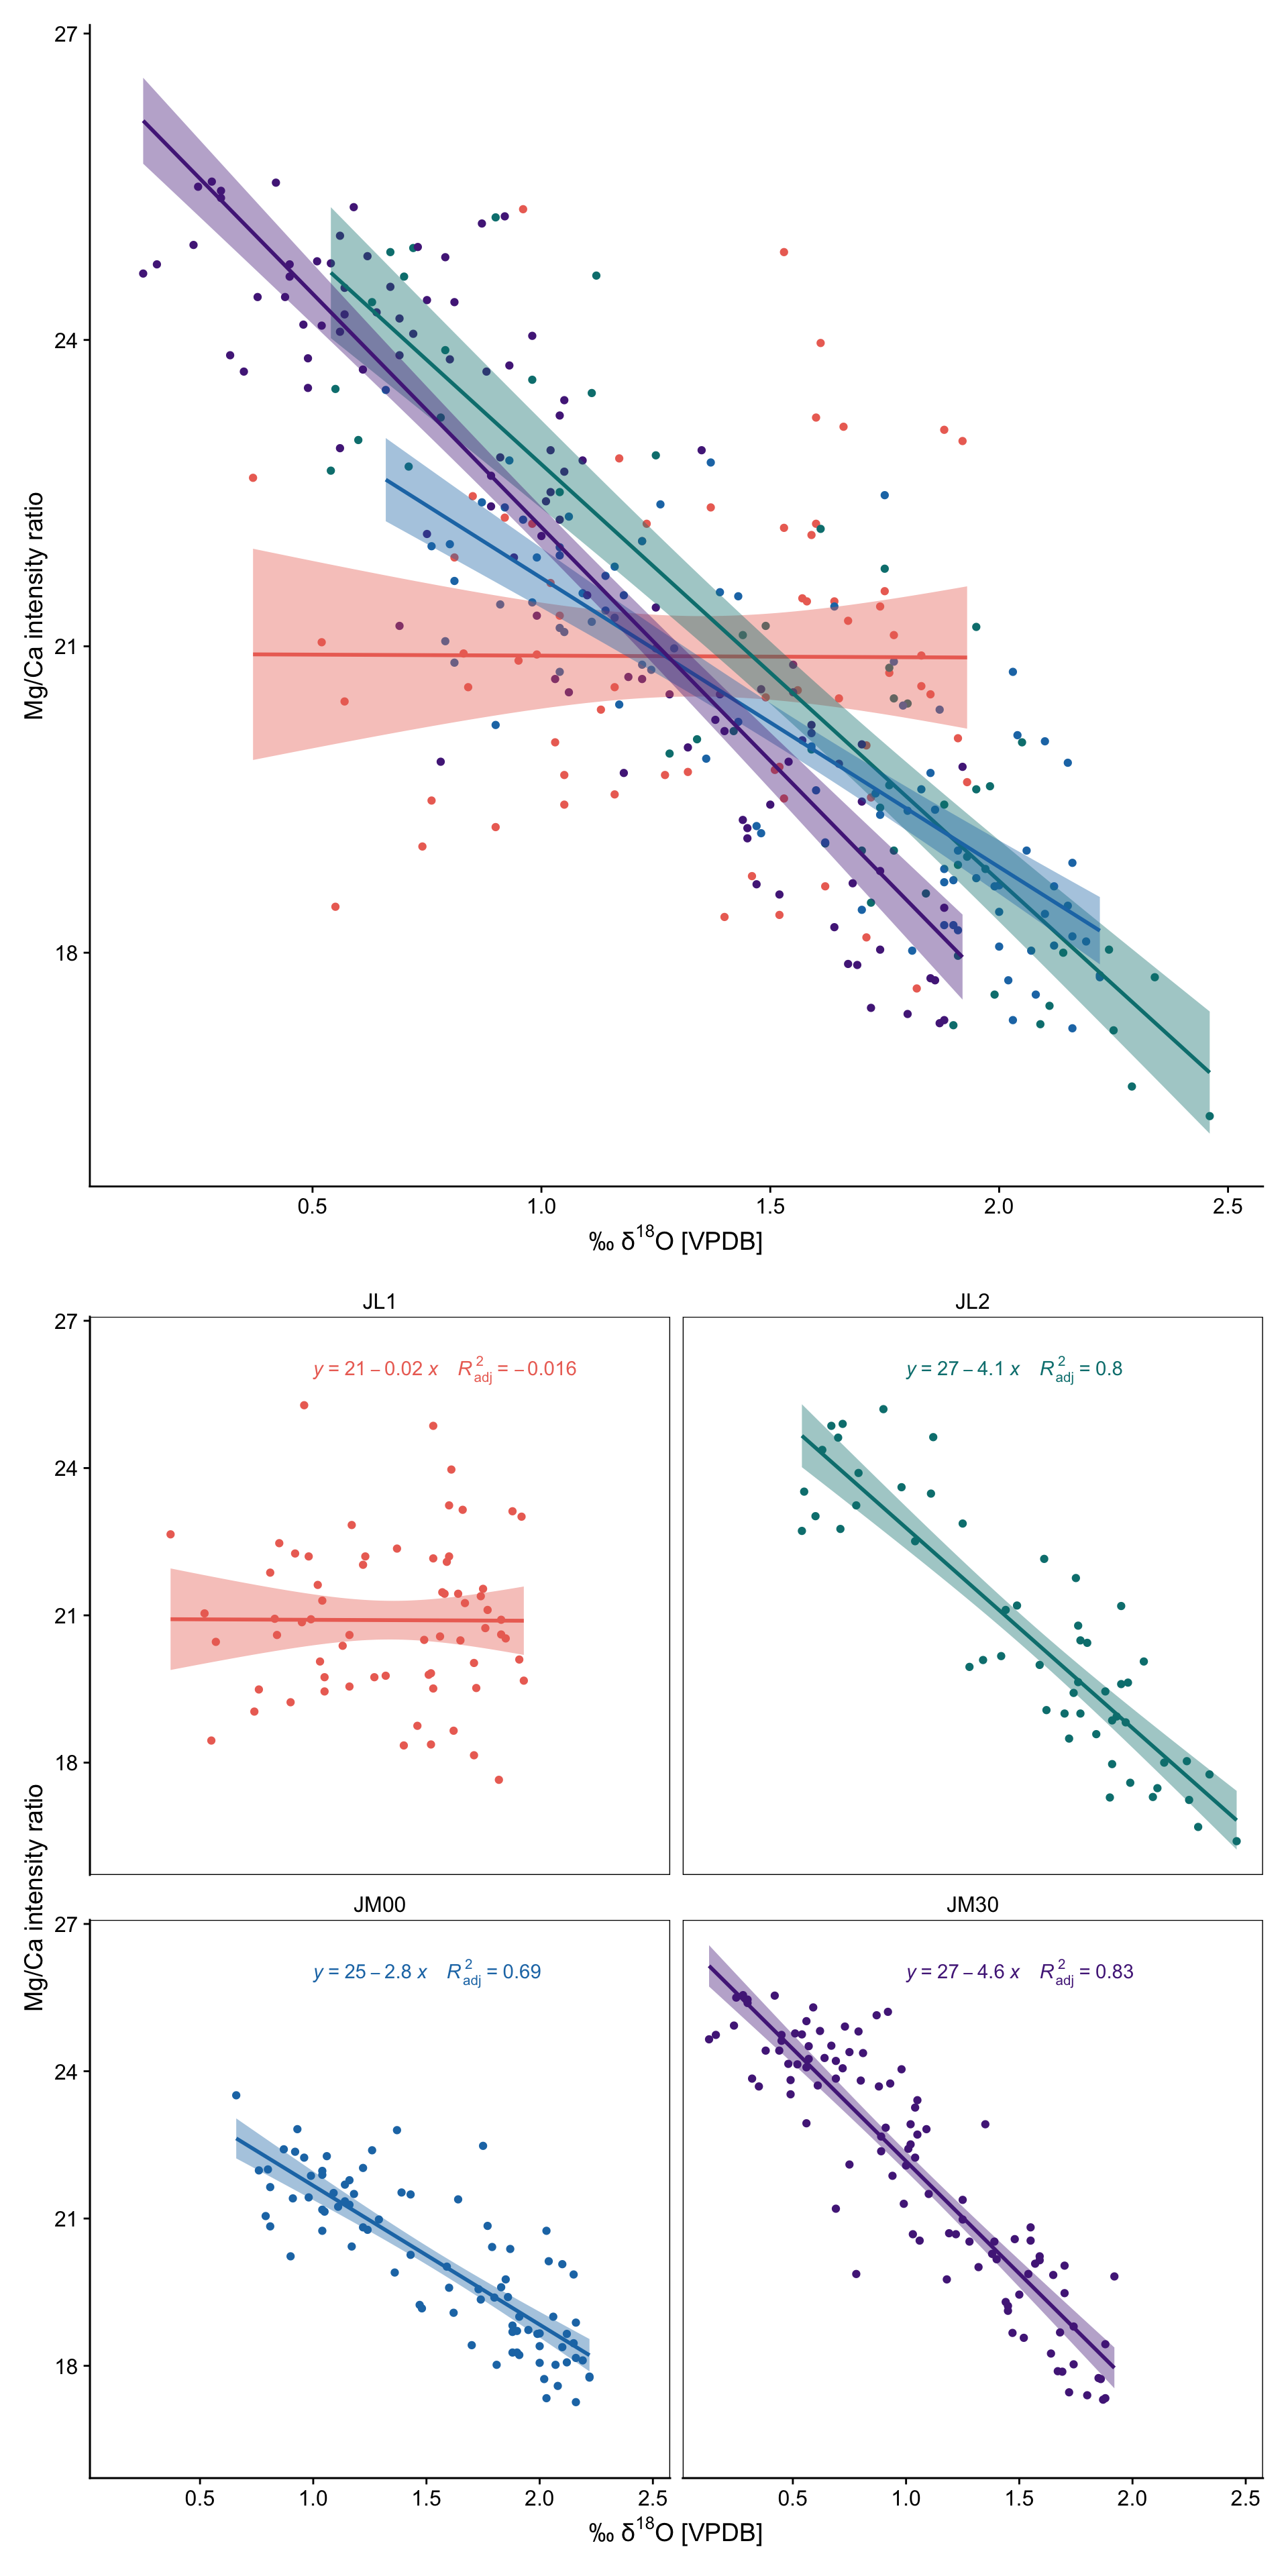 27
24
21
18
Mg/Ca intensity ratio
0.5 1.0 1.5 2.0 2.5
‰ δ18O [VPDB]
JL1 JL2
27
24
21
18
y = 21 – 0.02 x R2adj = – 0.016
y = 27 – 4.1 x R2adj = 0.8
Mg/Ca intensity ratio
JM00 JM30
27
24
21
18
y = 25 – 2.8 x R2adj = 0.69
y = 27 – 4.6 x R2adj = 0.83
0.5 1.0 1.5 2.0 2.5 0.5 1.0 1.5 2.0 2.5
‰ δ18O [VPDB]